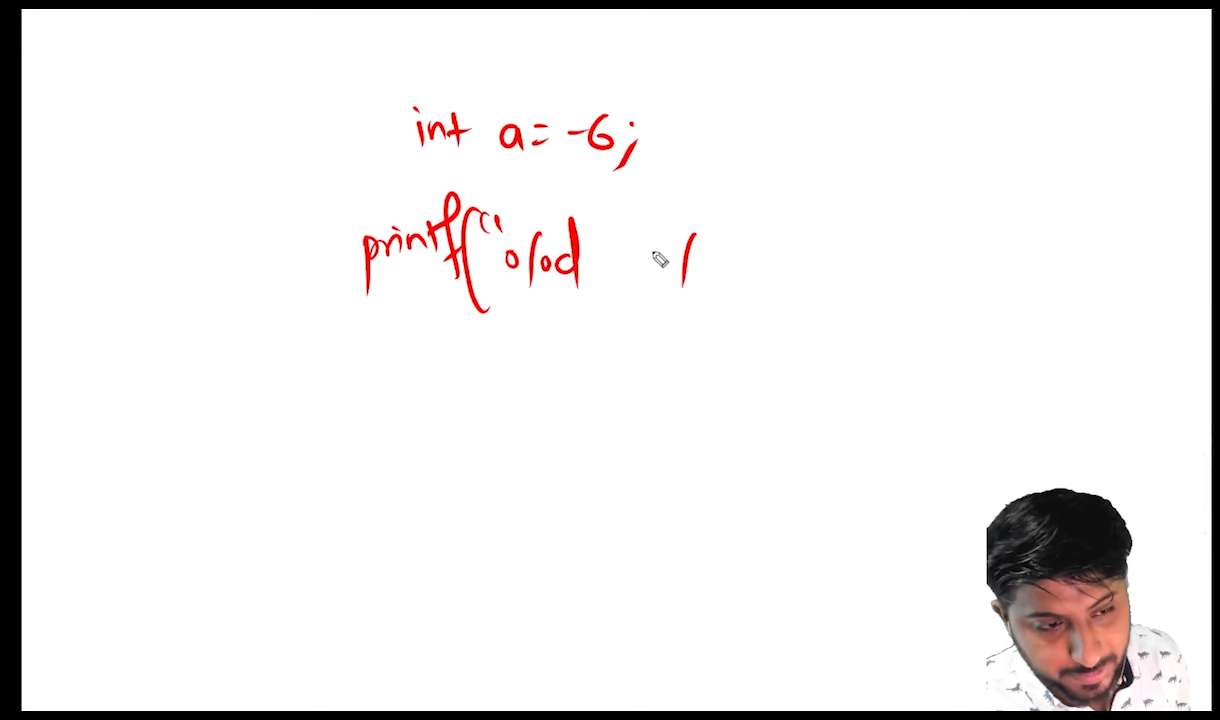 int a = -6;
printf("%d /